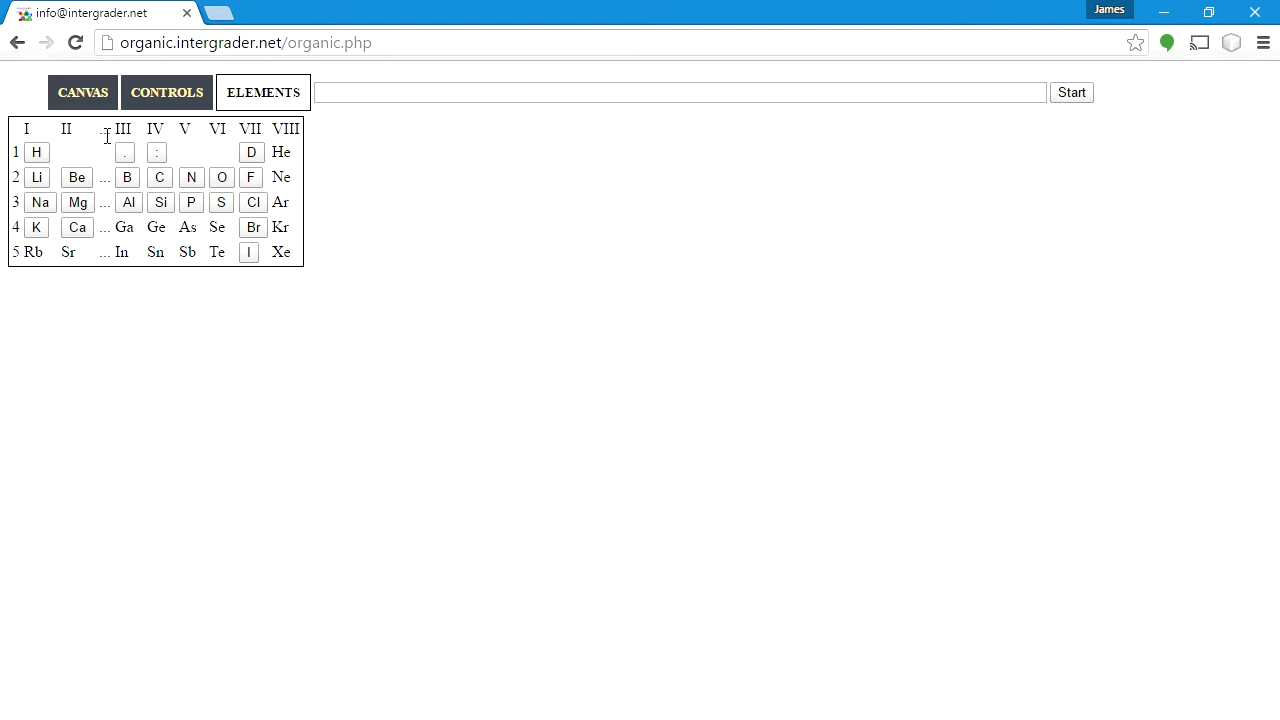 info@intergrader.net
James
organic.intergrader.net/organic.php
CANVAS CONTROLS ELEMENTS Start
I II ... III IV V VI VII VIII
1 H . : D He
2 Li Be ... B C N O F Ne
3 Na Mg ... Al Si P S Cl Ar
4 K Ca ... Ga Ge As Se Br Kr
5 Rb Sr ... In Sn Sb Te I Xe